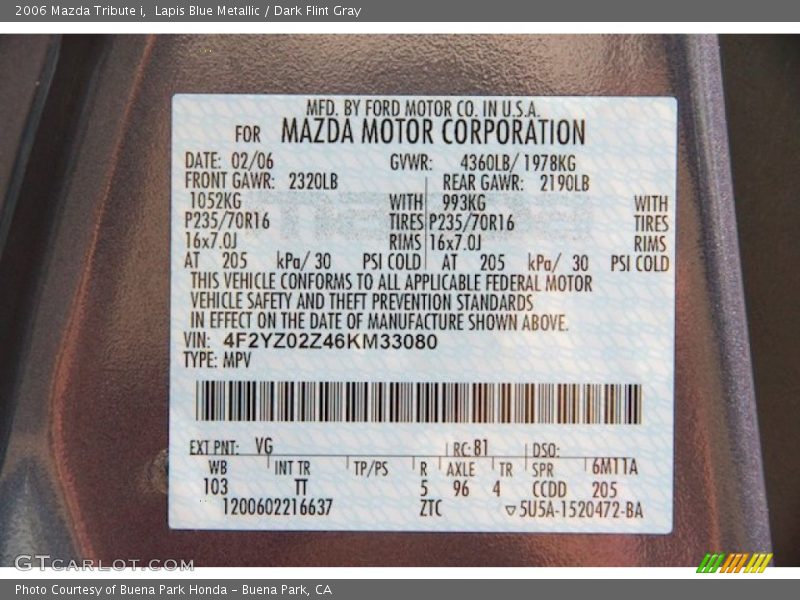 2006 Mazda Tribute i,  Lapis Blue Metallic / Dark Flint Gray
MFD. BY FORD MOTOR CO. IN U.S.A.
FOR MAZDA MOTOR CORPORATION
DATE: 02/06 GVWR: 4360LB/ 1978KG
FRONT GAWR: 2320LB REAR GAWR: 2190LB
1052KG WITH 993KG WITH
P235/70R16 TIRES P235/70R16 TIRES
16x7.0J RIMS 16x7.0J RIMS
AT 205 kPa/ 30 PSI COLD AT 205 kPa/ 30 PSI COLD
THIS VEHICLE CONFORMS TO ALL APPLICABLE FEDERAL MOTOR
VEHICLE SAFETY AND THEFT PREVENTION STANDARDS
IN EFFECT ON THE DATE OF MANUFACTURE SHOWN ABOVE.
VIN: 4F2YZ02Z46KM33080
TYPE: MPV
EXT PNT: VG RC: 81 DSO:
WB INT TR TP/PS R AXLE TR SPR 6M11A
103 TT 5 96 4 CCDD 205
1200602216637 ZTC ▽5U5A-1520472-BA
GTCARLOT.COM
Photo Courtesy of Buena Park Honda - Buena Park, CA